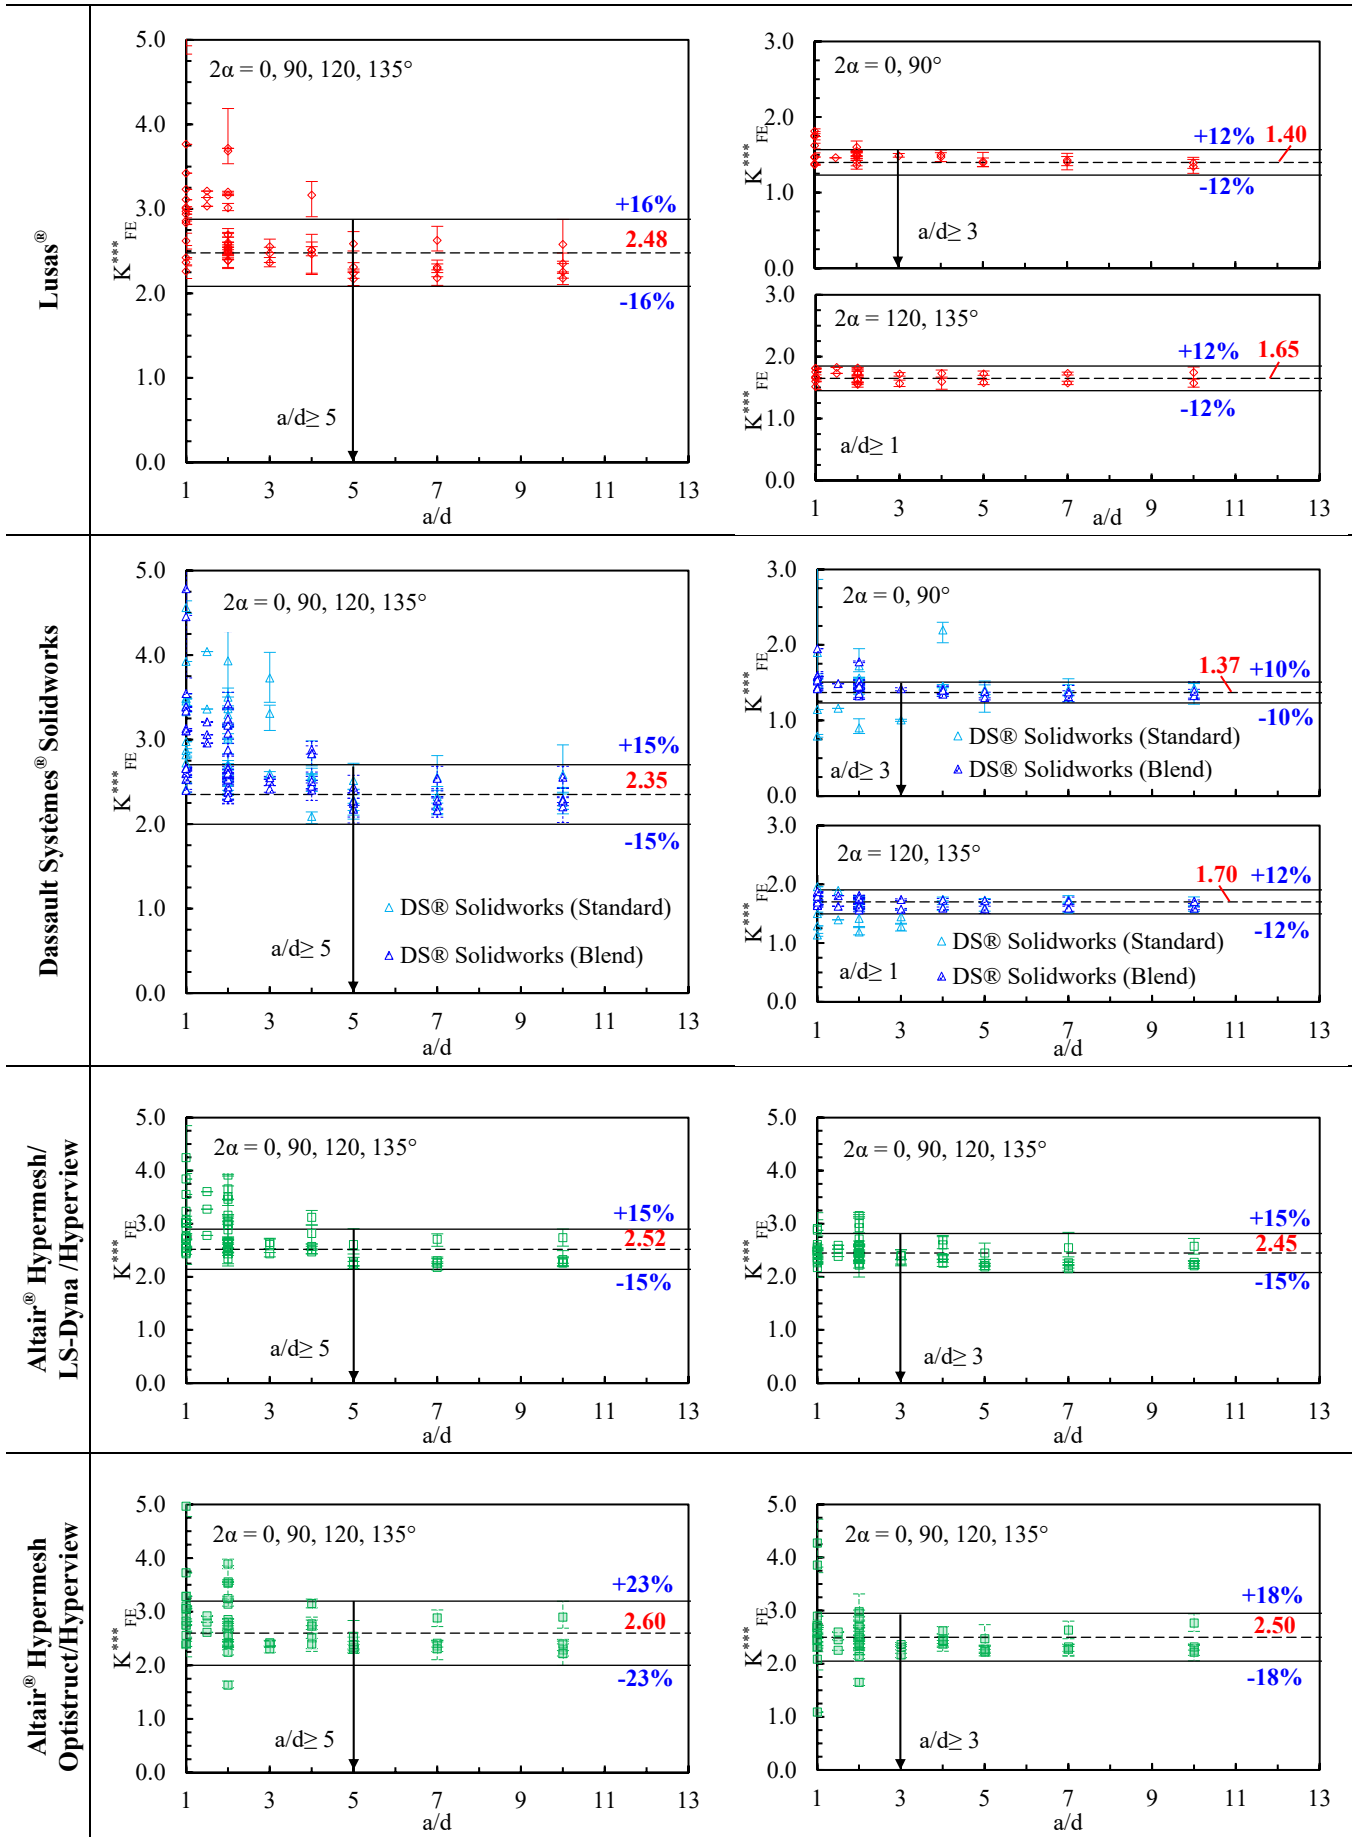 Lusas®
5.0
4.0
3.0
2.0
1.0
0.0
K***FE
2α = 0, 90, 120, 135°
+16%
2.48
-16%
a/d≥ 5
1 3 5 7 9 11 13
a/d
3.0
2.0
1.0
0.0
K***FE
2α = 0, 90°
+12%
1.40
-12%
a/d≥ 3
3.0
2.0
1.0
0.0
K***FE
2α = 120, 135°
+12%
1.65
-12%
a/d≥ 1
1 3 5 7 9 11 13
a/d
Dassault Systèmes® Solidworks
5.0
4.0
3.0
2.0
1.0
0.0
K***FE
2α = 0, 90, 120, 135°
+15%
2.35
-15%
DS® Solidworks (Standard)
a/d≥ 5
DS® Solidworks (Blend)
1 3 5 7 9 11 13
a/d
3.0
2.0
1.0
0.0
K***FE
2α = 0, 90°
1.37 +10%
-10%
DS® Solidworks (Standard)
a/d≥ 3
DS® Solidworks (Blend)
3.0
2.0
1.0
0.0
K***FE
2α = 120, 135°
1.70 +12%
-12%
DS® Solidworks (Standard)
a/d≥ 1
DS® Solidworks (Blend)
1 3 5 7 9 11 13
a/d
Altair® Hypermesh/
LS-Dyna /Hyperview
5.0
4.0
3.0
2.0
1.0
0.0
K***FE
2α = 0, 90, 120, 135°
+15%
2.52
-15%
a/d≥ 5
1 3 5 7 9 11 13
a/d
5.0
4.0
3.0
2.0
1.0
0.0
K***FE
2α = 0, 90, 120, 135°
+15%
2.45
-15%
a/d≥ 3
1 3 5 7 9 11 13
a/d
Altair® Hypermesh
Optistruct/Hyperview
5.0
4.0
3.0
2.0
1.0
0.0
K***FE
2α = 0, 90, 120, 135°
+23%
2.60
-23%
a/d≥ 5
1 3 5 7 9 11 13
a/d
5.0
4.0
3.0
2.0
1.0
0.0
K***FE
2α = 0, 90, 120, 135°
+18%
2.50
-18%
a/d≥ 3
1 3 5 7 9 11 13
a/d